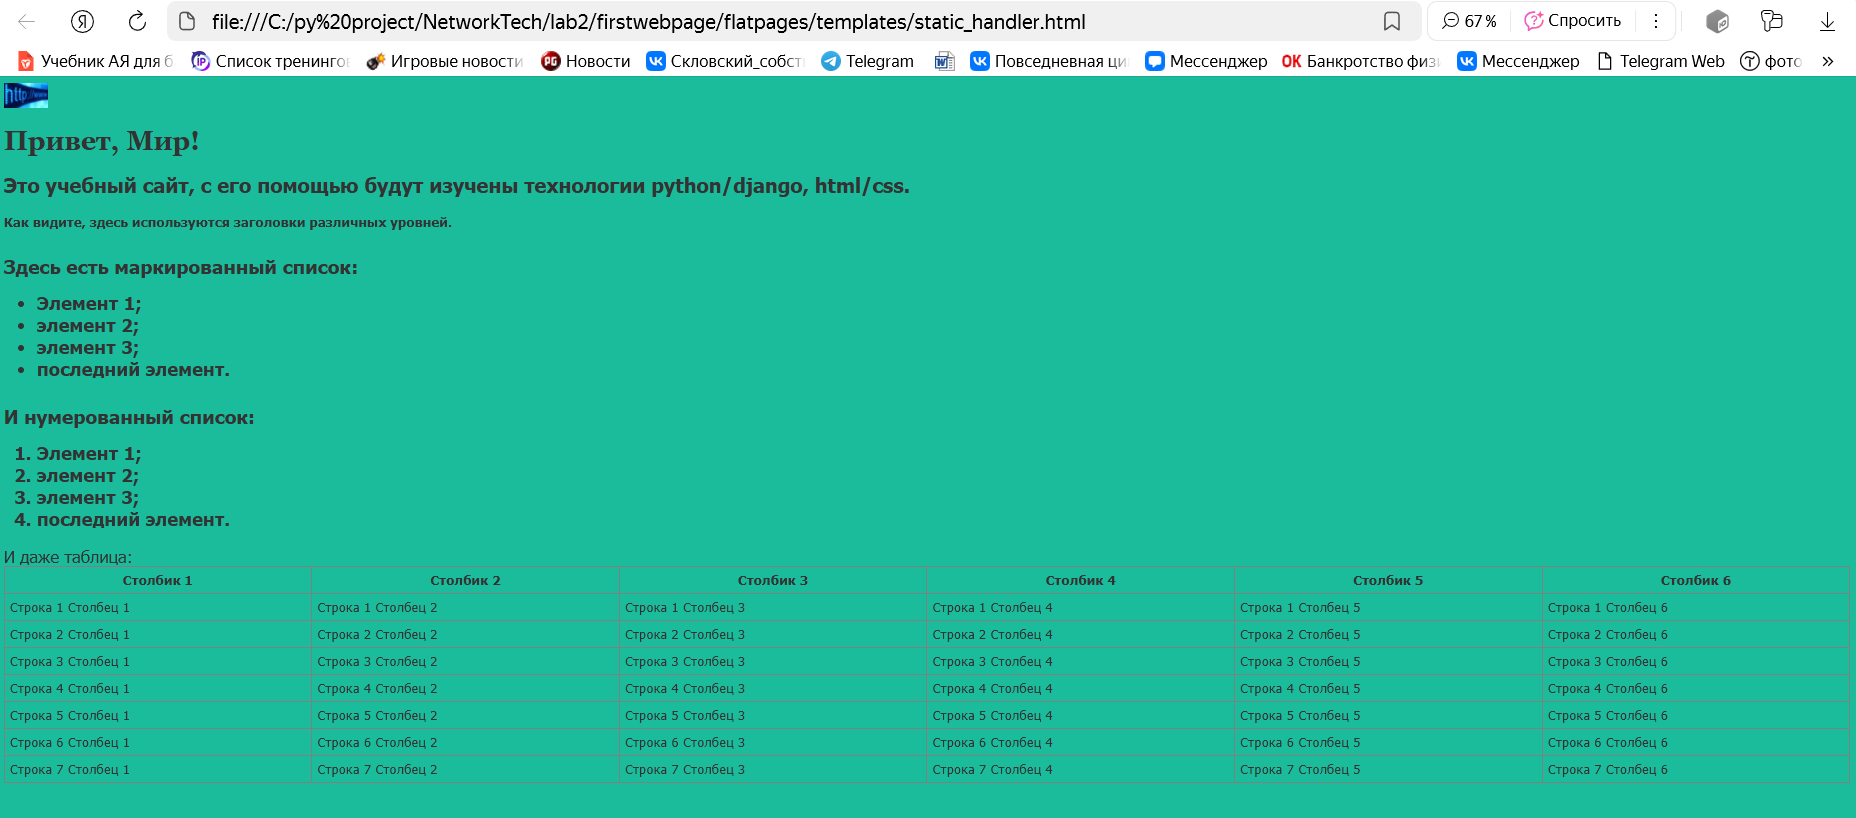 file:///C:/py%20project/NetworkTech/lab2/firstwebpage/flatpages/templates/static_handler.html 67 % Спросить
Учебник АЯ для б Список тренинго Игровые новости Новости Скловский_собст Telegram Повседневная ци Мессенджер Банкротство физ Мессенджер Telegram Web фото »
http://
Привет, Мир!
Это учебный сайт, с его помощью будут изучены технологии python/django, html/css.
Как видите, здесь используются заголовки различных уровней.
Здесь есть маркированный список:
• Элемент 1;
• элемент 2;
• элемент 3;
• последний элемент.
И нумерованный список:
1. Элемент 1;
2. элемент 2;
3. элемент 3;
4. последний элемент.
И даже таблица:
Столбик 1 Столбик 2 Столбик 3 Столбик 4 Столбик 5 Столбик 6
Строка 1 Столбец 1 Строка 1 Столбец 2 Строка 1 Столбец 3 Строка 1 Столбец 4 Строка 1 Столбец 5 Строка 1 Столбец 6
Строка 2 Столбец 1 Строка 2 Столбец 2 Строка 2 Столбец 3 Строка 2 Столбец 4 Строка 2 Столбец 5 Строка 2 Столбец 6
Строка 3 Столбец 1 Строка 3 Столбец 2 Строка 3 Столбец 3 Строка 3 Столбец 4 Строка 3 Столбец 5 Строка 3 Столбец 6
Строка 4 Столбец 1 Строка 4 Столбец 2 Строка 4 Столбец 3 Строка 4 Столбец 4 Строка 4 Столбец 5 Строка 4 Столбец 6
Строка 5 Столбец 1 Строка 5 Столбец 2 Строка 5 Столбец 3 Строка 5 Столбец 4 Строка 5 Столбец 5 Строка 5 Столбец 6
Строка 6 Столбец 1 Строка 6 Столбец 2 Строка 6 Столбец 3 Строка 6 Столбец 4 Строка 6 Столбец 5 Строка 6 Столбец 6
Строка 7 Столбец 1 Строка 7 Столбец 2 Строка 7 Столбец 3 Строка 7 Столбец 4 Строка 7 Столбец 5 Строка 7 Столбец 6